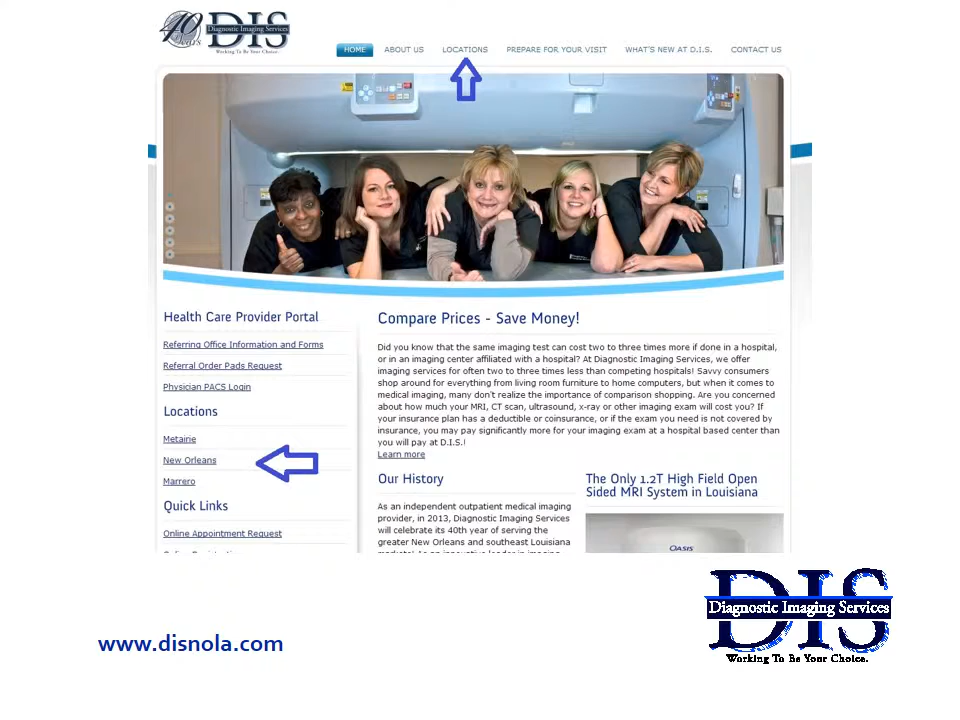 40 Years
DIS
Diagnostic Imaging Services
Working To Be Your Choice.
HOME ABOUT US LOCATIONS PREPARE FOR YOUR VISIT WHAT'S NEW AT D.I.S. CONTACT US
Health Care Provider Portal
Referring Office Information and Forms
Referral Order Pads Request
Physician PACS Login
Locations
Metairie
New Orleans
Marrero
Quick Links
Online Appointment Request
Compare Prices - Save Money!
Did you know that the same imaging test can cost two to three times more if done in a hospital,
or in an imaging center affiliated with a hospital? At Diagnostic Imaging Services, we offer
imaging services for often two to three times less than competing hospitals! Savvy consumers
shop around for everything from living room furniture to home computers, but when it comes to
medical imaging, many don't realize the importance of comparison shopping. Are you concerned
about how much your MRI, CT scan, ultrasound, x-ray or other imaging exam will cost you? If
your insurance plan has a deductible or coinsurance, or if the exam you need is not covered by
insurance, you may pay significantly more for your imaging exam at a hospital based center than
you will pay at D.I.S.!
Learn more
Our History
As an independent outpatient medical imaging
provider, in 2013, Diagnostic Imaging Services
will celebrate its 40th year of serving the
greater New Orleans and southeast Louisiana
The Only 1.2T High Field Open
Sided MRI System in Louisiana
OASIS
www.disnola.com
DIS
Diagnostic Imaging Services
Working To Be Your Choice.